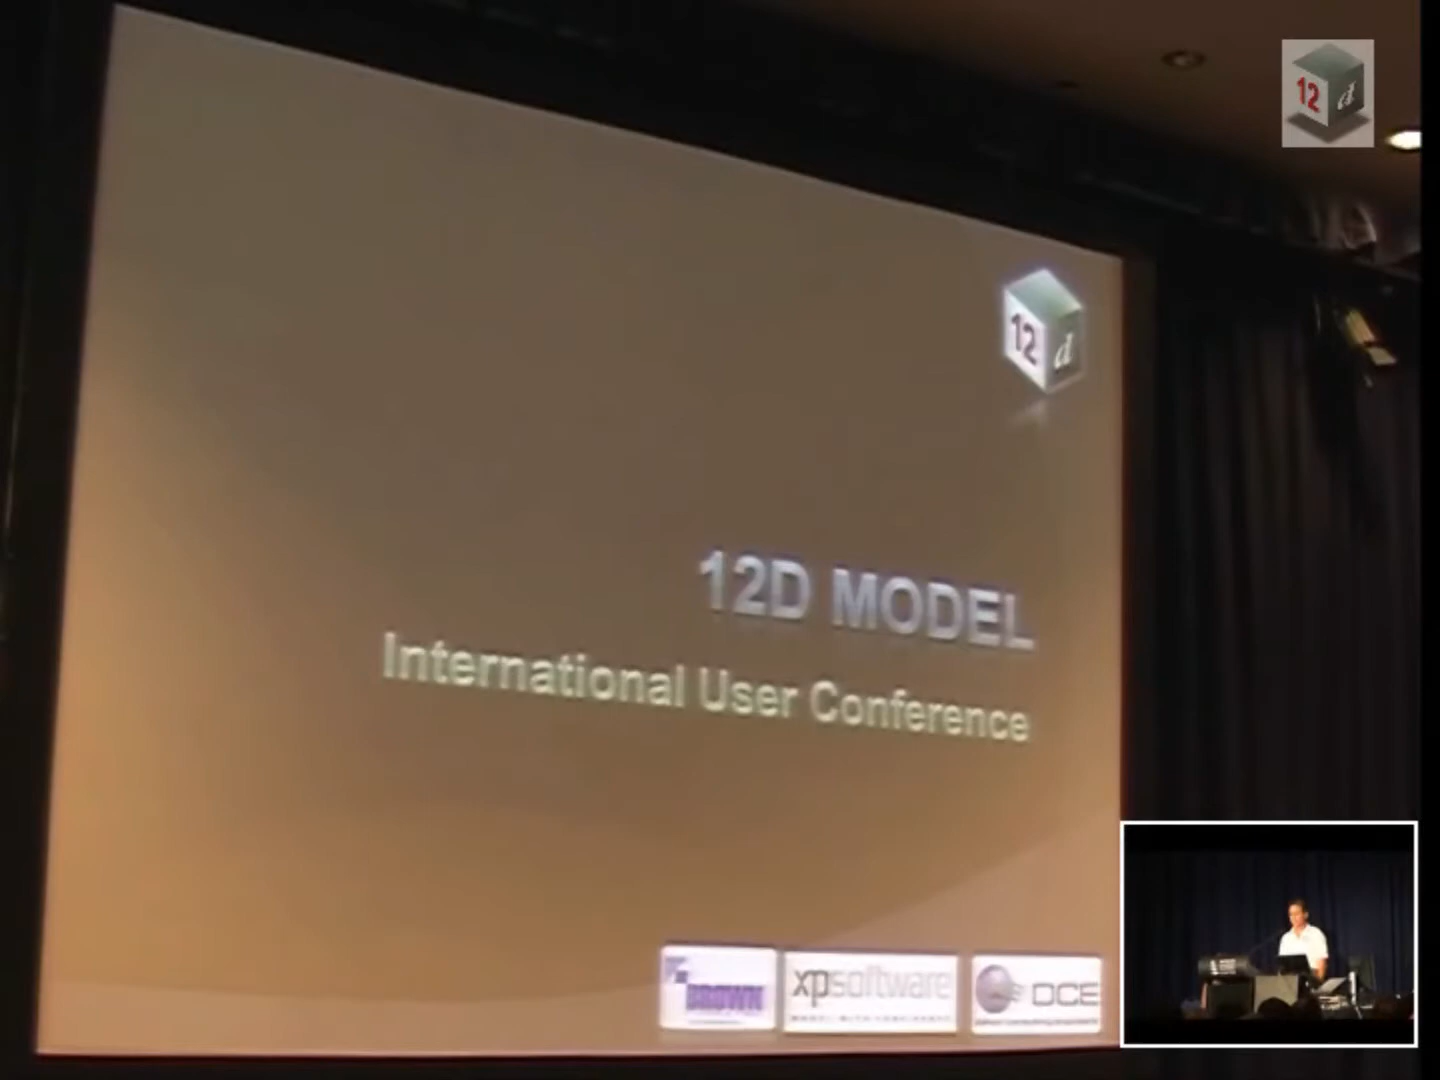 12 d
12 d
12D MODEL
International User Conference
BROWN
xpsoftware
DCE